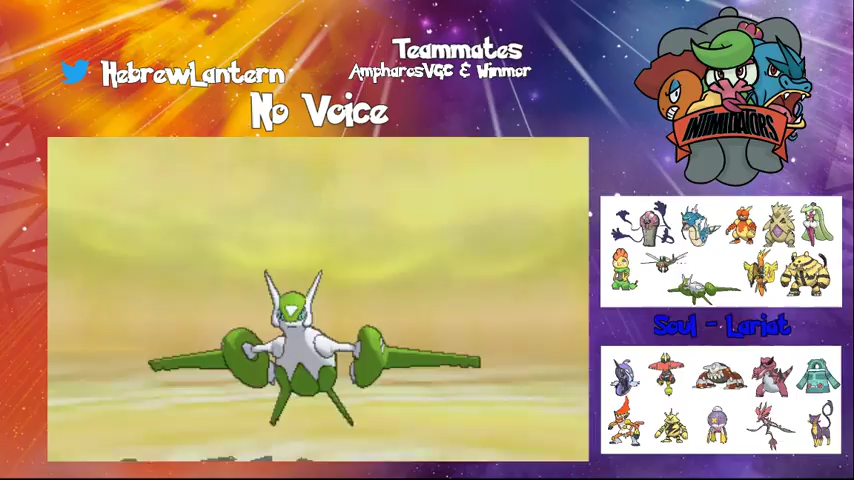 Teammates
HebrewLantern
AmpharosVGC & Winmor
No Voice
INTIMIDATORS
Soul - Lariat